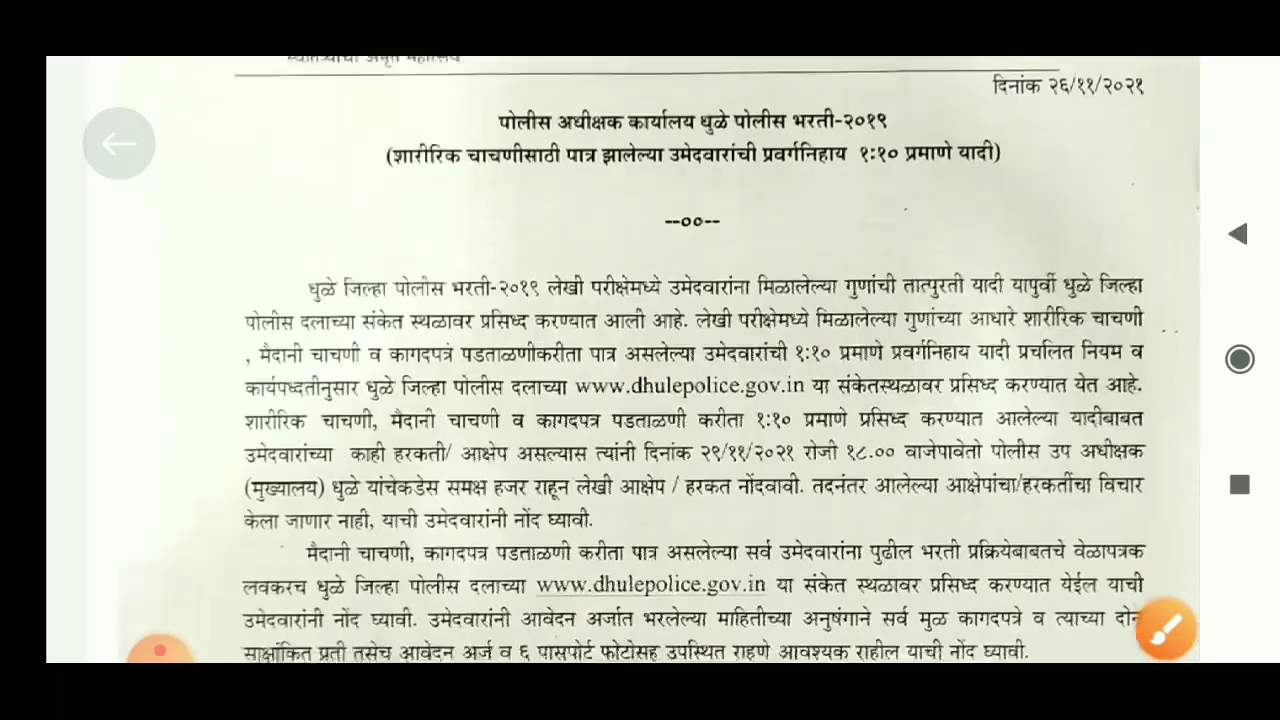 दिनांक २६/११/२०२१
पोलीस अधीक्षक कार्यालय धुळे पोलीस भरती-२०१९
(शारीरिक चाचणीसाठी पात्र झालेल्या उमेदवारांची प्रवर्गनिहाय १:१० प्रमाणे यादी)
--००--
धुळे जिल्हा पोलीस भरती-२०१९ लेखी परीक्षेमध्ये उमेदवारांना मिळालेल्या गुणांची तात्पुरती यादी यापुर्वी धुळे जिल्हा
पोलीस दलाच्या संकेत स्थळावर प्रसिध्द करण्यात आली आहे. लेखी परीक्षेमध्ये मिळालेल्या गुणांच्या आधारे शारीरिक चाचणी
, मैदानी चाचणी व कागदपत्रं पडताळणीकरीता पात्र असलेल्या उमेदवारांची १:१० प्रमाणे प्रवर्गनिहाय यादी प्रचलित नियम व
कार्यपध्दतीनुसार धुळे जिल्हा पोलीस दलाच्या www.dhulepolice.gov.in या संकेतस्थळावर प्रसिध्द करण्यात येत आहे.
शारीरिक चाचणी, मैदानी चाचणी व कागदपत्र पडताळणी करीता १:१० प्रमाणे प्रसिध्द करण्यात आलेल्या यादीबाबत
उमेदवारांच्या काही हरकती/ आक्षेप असल्यास त्यांनी दिनांक २९/११/२०२१ रोजी १८.०० वाजेपावेतो पोलीस उप अधीक्षक
(मुख्यालय) धुळे यांचेकडेस समक्ष हजर राहून लेखी आक्षेप / हरकत नोंदवावी. तदनंतर आलेल्या आक्षेपांचा/हरकतींचा विचार
केला जाणार नाही, याची उमेदवारांनी नोंद घ्यावी.
मैदानी चाचणी, कागदपत्र पडताळणी करीता पात्र असलेल्या सर्व उमेदवारांना पुढील भरती प्रक्रियेबाबतचे वेळापत्रक
लवकरच धुळे जिल्हा पोलीस दलाच्या www.dhulepolice.gov.in या संकेत स्थळावर प्रसिध्द करण्यात येईल याची
उमेदवारांनी नोंद घ्यावी. उमेदवारांनी आवेदन अर्जात भरलेल्या माहितीच्या अनुषंगाने सर्व मुळ कागदपत्रे व त्याच्या दोन
साक्षांकित प्रती तसेच आवेदन अर्ज व ६ पासपोर्ट फोटोसह उपस्थित राहणे आवश्यक राहील याची नोंद घ्यावी.